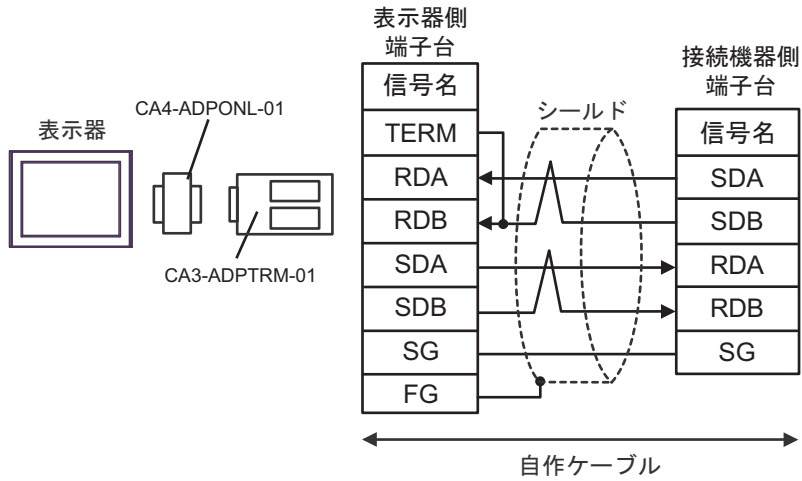 表示器
CA4-ADPONL-01
CA3-ADPTRM-01
表示器側
端子台
信号名
TERM
RDA
RDB
SDA
SDB
SG
FG
シールド
接続機器側
端子台
信号名
SDA
SDB
RDA
RDB
SG
自作ケーブル